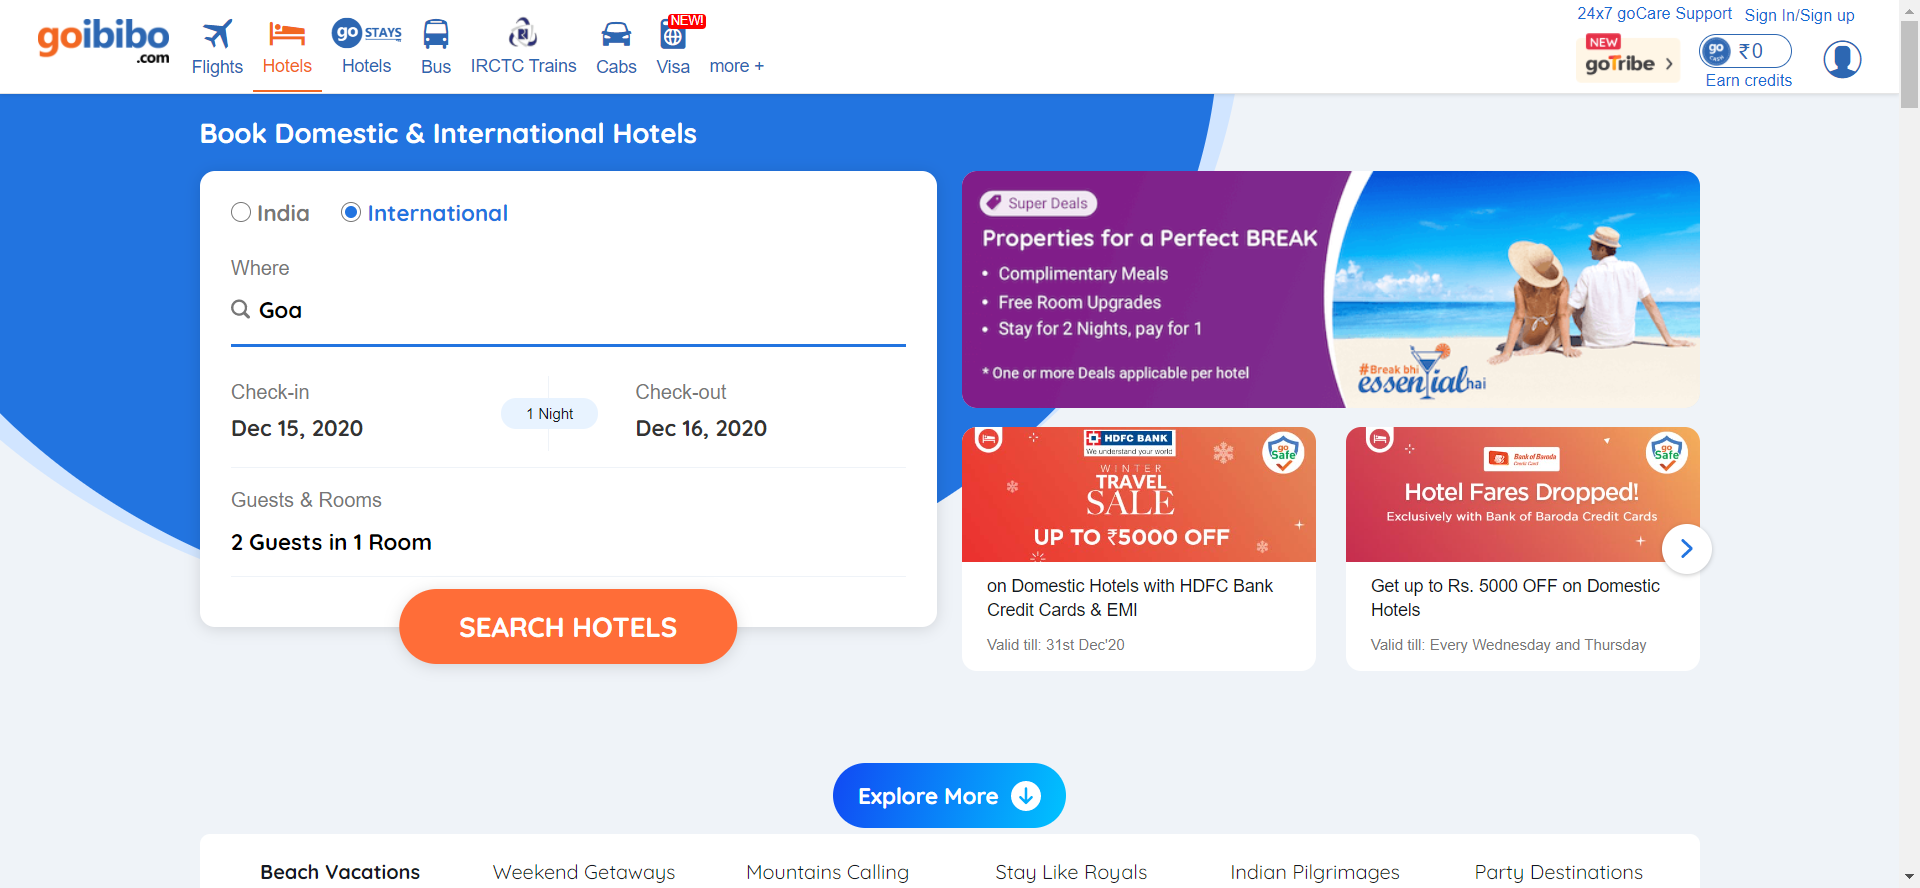 goibibo
.com
Flights
Hotels
go STAYS
Hotels
Bus
IRCTC Trains
Cabs
NEW!
Visa
more +
24x7 goCare Support
Sign In/Sign up
NEW
goTribe
go
CASH
₹0
Earn credits
Book Domestic & International Hotels
India
International
Where
Goa
Check-in
Dec 15, 2020
1 Night
Check-out
Dec 16, 2020
Guests & Rooms
2 Guests in 1 Room
SEARCH HOTELS
Super Deals
Properties for a Perfect BREAK
• Complimentary Meals
• Free Room Upgrades
• Stay for 2 Nights, pay for 1
* One or more Deals applicable per hotel
#Break bhi
essential hai
HDFC BANK
We understand your world
go
Safe
WINTER
TRAVEL
SALE
UP TO ₹5000 OFF
on Domestic Hotels with HDFC Bank
Credit Cards & EMI
Valid till: 31st Dec'20
Bank of Baroda
Credit Card
go
Safe
Hotel Fares Dropped!
Exclusively with Bank of Baroda Credit Cards
Get up to Rs. 5000 OFF on Domestic
Hotels
Valid till: Every Wednesday and Thursday
Explore More
Beach Vacations
Weekend Getaways
Mountains Calling
Stay Like Royals
Indian Pilgrimages
Party Destinations